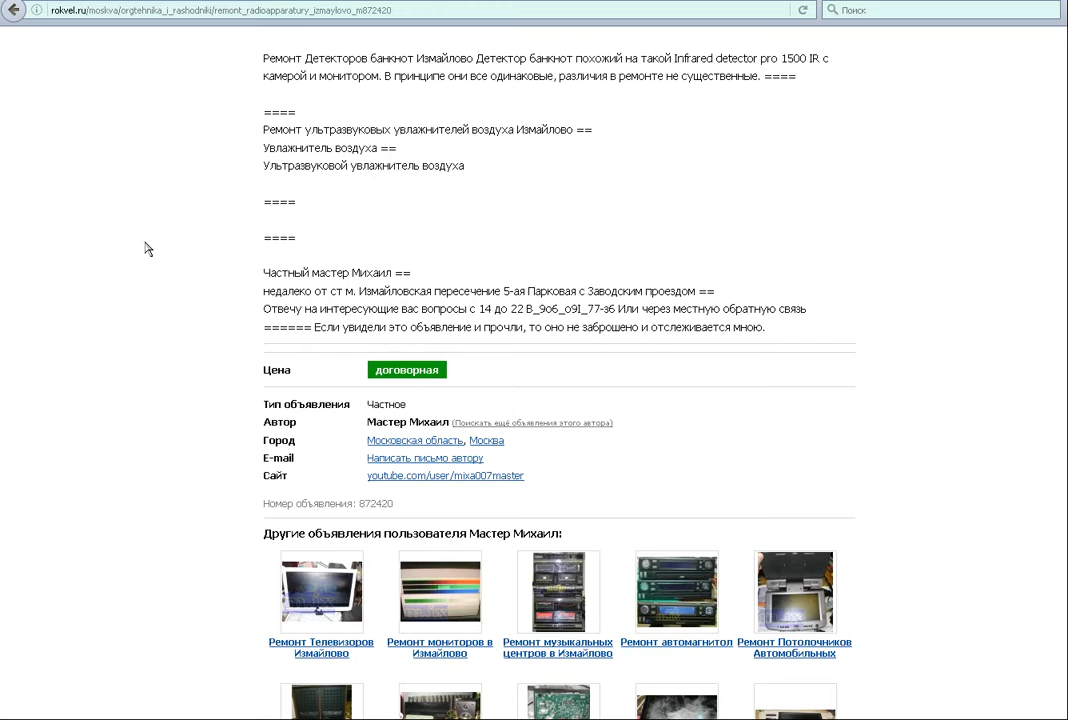 rokvel.ru/moskva/orgtehnika_i_rashodniki/remont_radioapparatury_izmaylovo_m872420
Поиск
Ремонт Детекторов банкнот Измайлово Детектор банкнот похожий на такой Infrared detector pro 1500 IR с
камерой и монитором. В принципе они все одинаковые, различия в ремонте не существенные. ====
====
Ремонт ультразвуковых увлажнителей воздуха Измайлово ==
Увлажнитель воздуха ==
Ультразвуковой увлажнитель воздуха
====
====
Частный мастер Михаил ==
недалеко от ст м. Измайловская пересечение 5-ая Парковая с Заводским проездом ==
Отвечу на интересующие вас вопросы с 14 до 22 В_9о6_о9I_77-з6 Или через местную обратную связь
====== Если увидели это объявление и прочли, то оно не заброшено и отслеживается мною.
Цена договорная
Тип объявления Частное
Автор Мастер Михаил (Поискать ещё объявления этого автора)
Город Московская область, Москва
E-mail Написать письмо автору
Сайт youtube.com/user/mixa007master
Номер объявления: 872420
Другие объявления пользователя Мастер Михаил:
Ремонт Телевизоров Измайлово
Ремонт мониторов в Измайлово
Ремонт музыкальных центров в Измайлово
Ремонт автомагнитол
Ремонт Потолочников Автомобильных